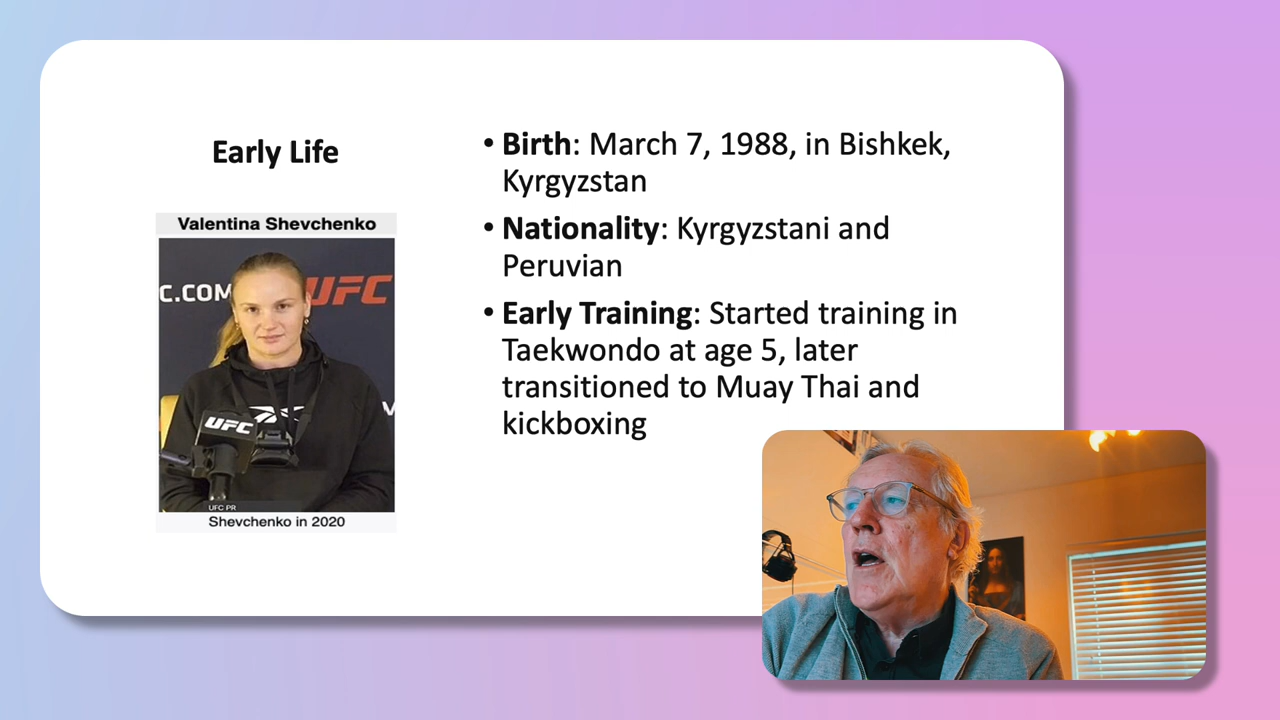 Early Life
Valentina Shevchenko
C.COM UFC
UFC
UFC PR
Shevchenko in 2020
• Birth: March 7, 1988, in Bishkek,
Kyrgyzstan
• Nationality: Kyrgyzstani and
Peruvian
• Early Training: Started training in
Taekwondo at age 5, later
transitioned to Muay Thai and
kickboxing